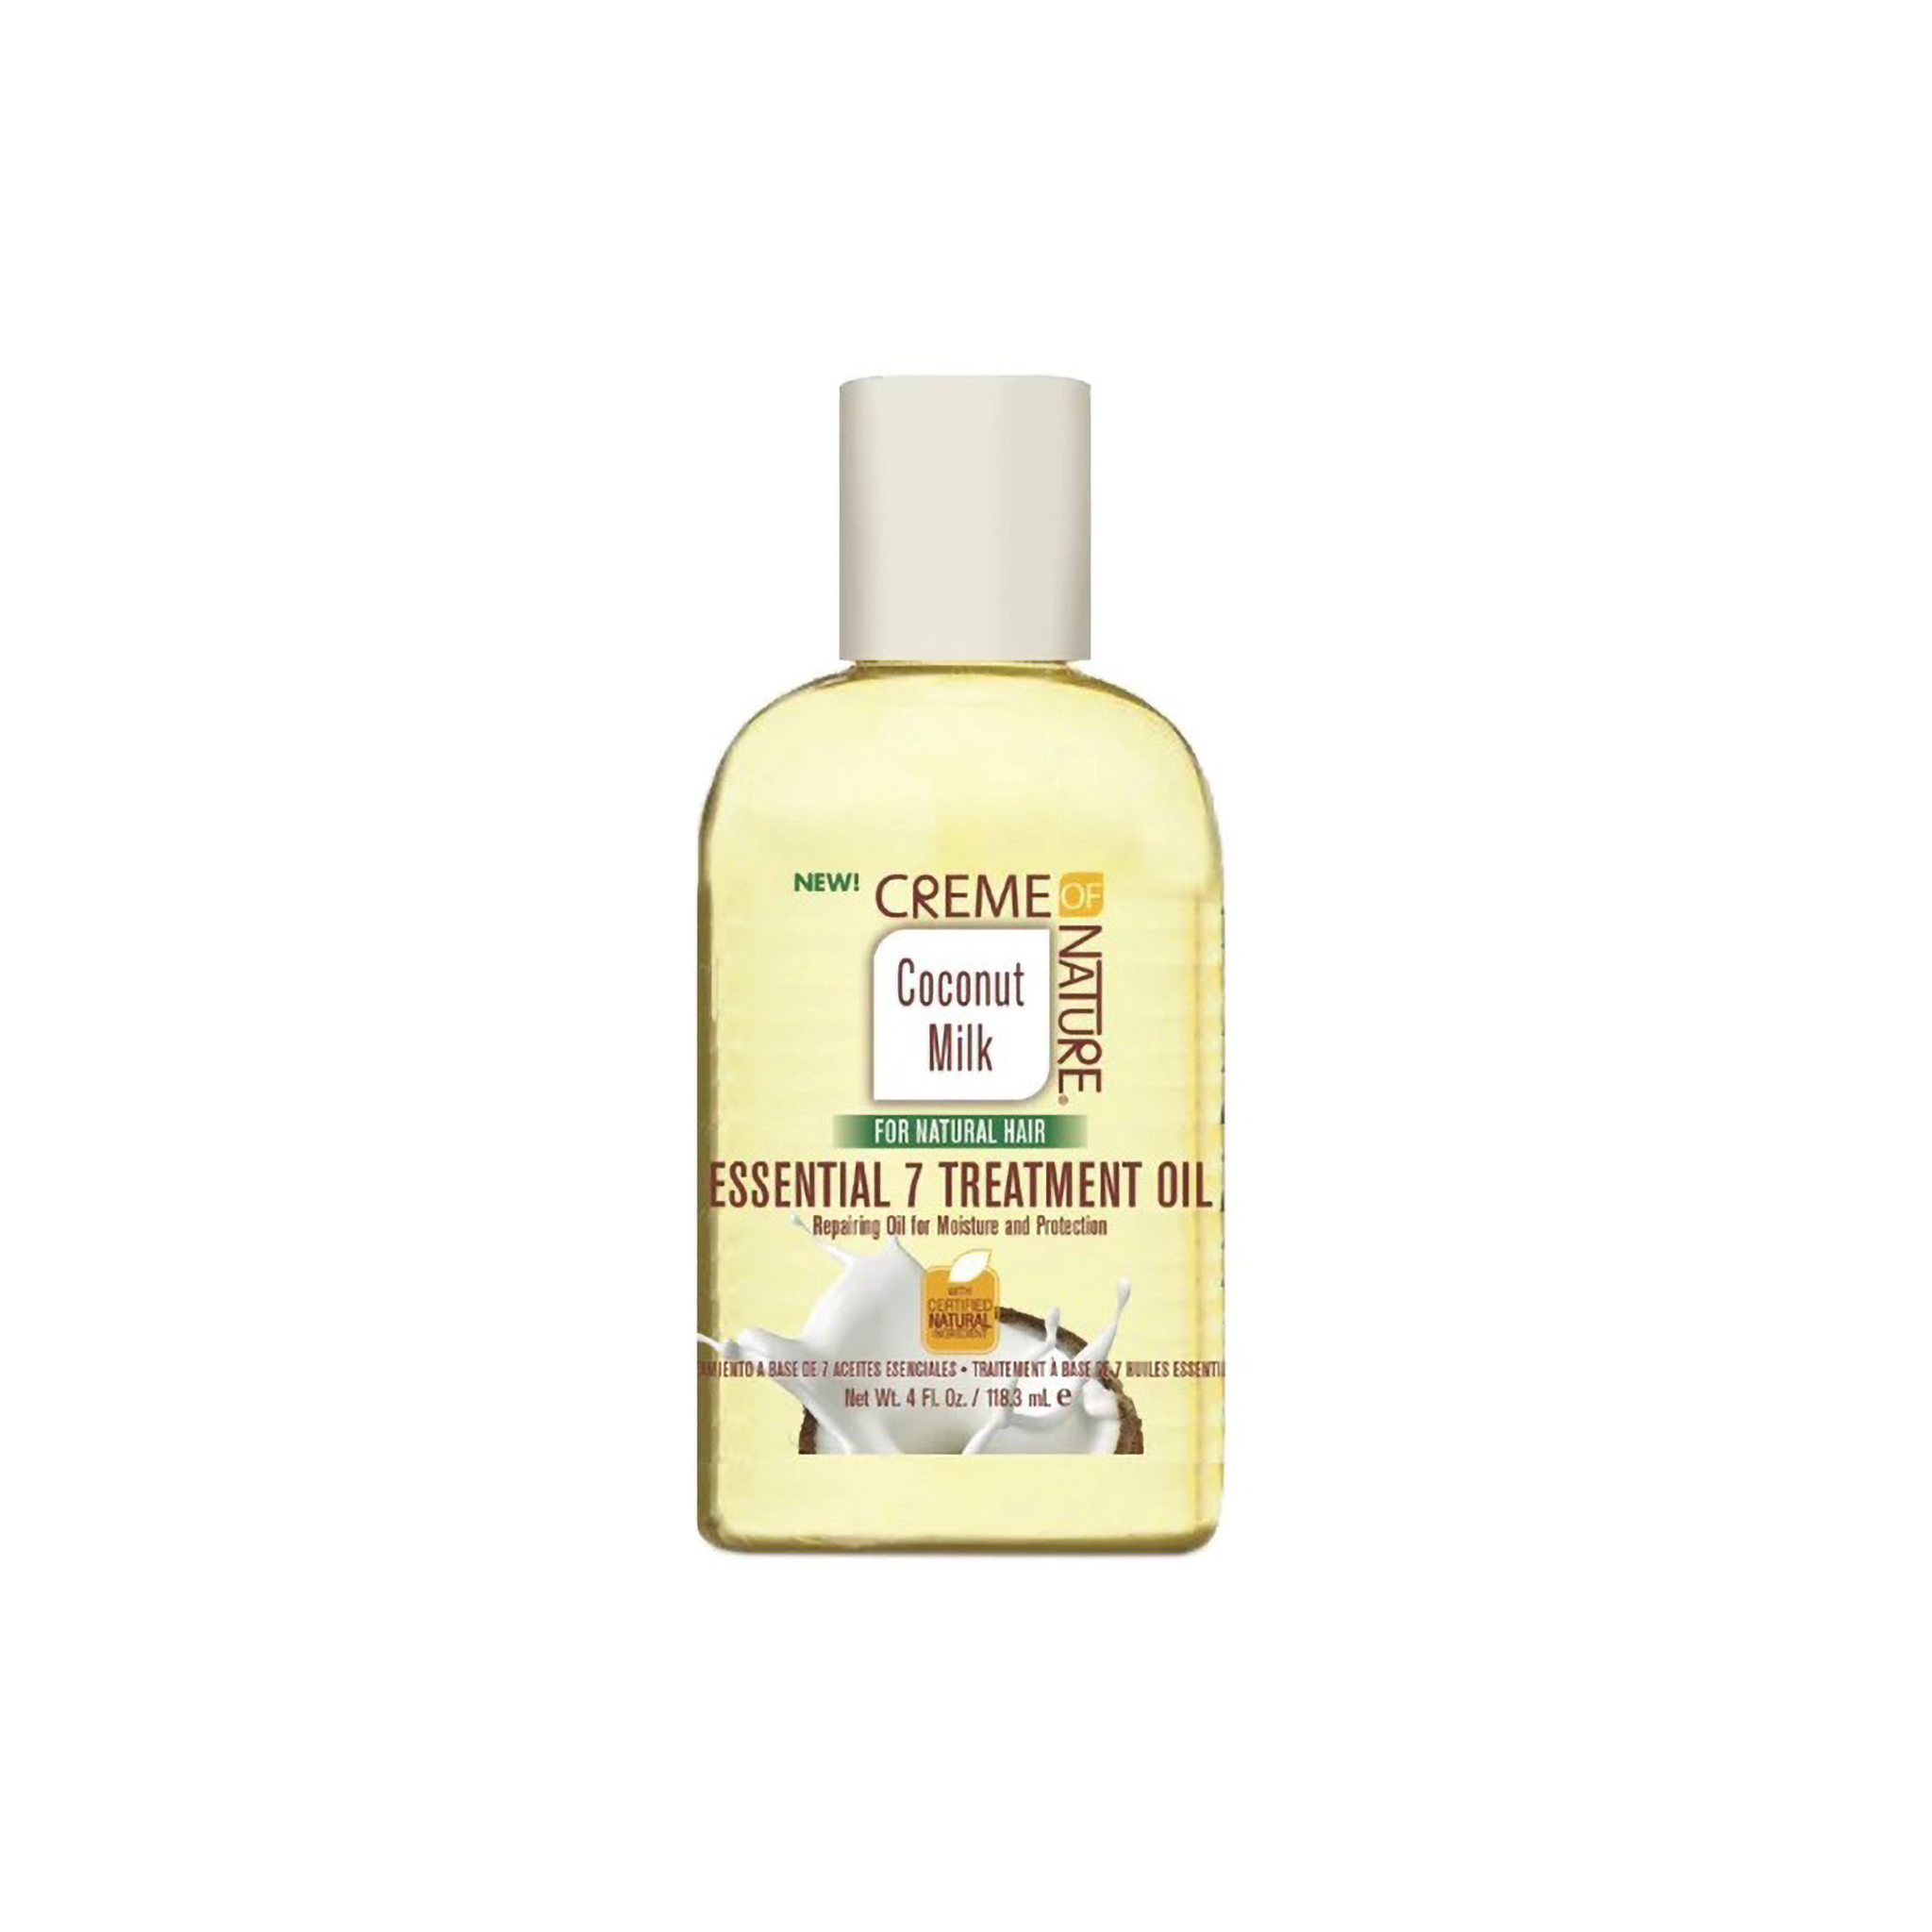 NEW! CREME OF
NATURE®
Coconut
Milk
FOR NATURAL HAIR
ESSENTIAL 7 TREATMENT OIL
Repairing Oil for Moisture and Protection
WITH
CERTIFIED
NATURAL
INGREDIENT
A BASE DE 7 ACEITES ESENCIALES • TRAITEMENT À BASE DE 7 HUILES
Net Wt. 4 Fl. Oz. / 118.3 mL e